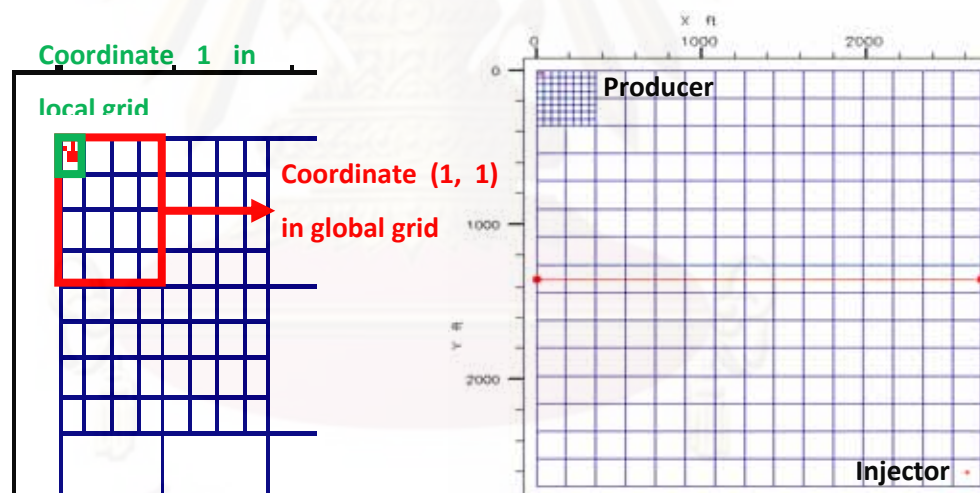 Coordinate 1 in
local grid
Coordinate (1, 1)
in global grid
X ft
0 1000 2000
0
Producer
1000
Y ft
2000
Injector